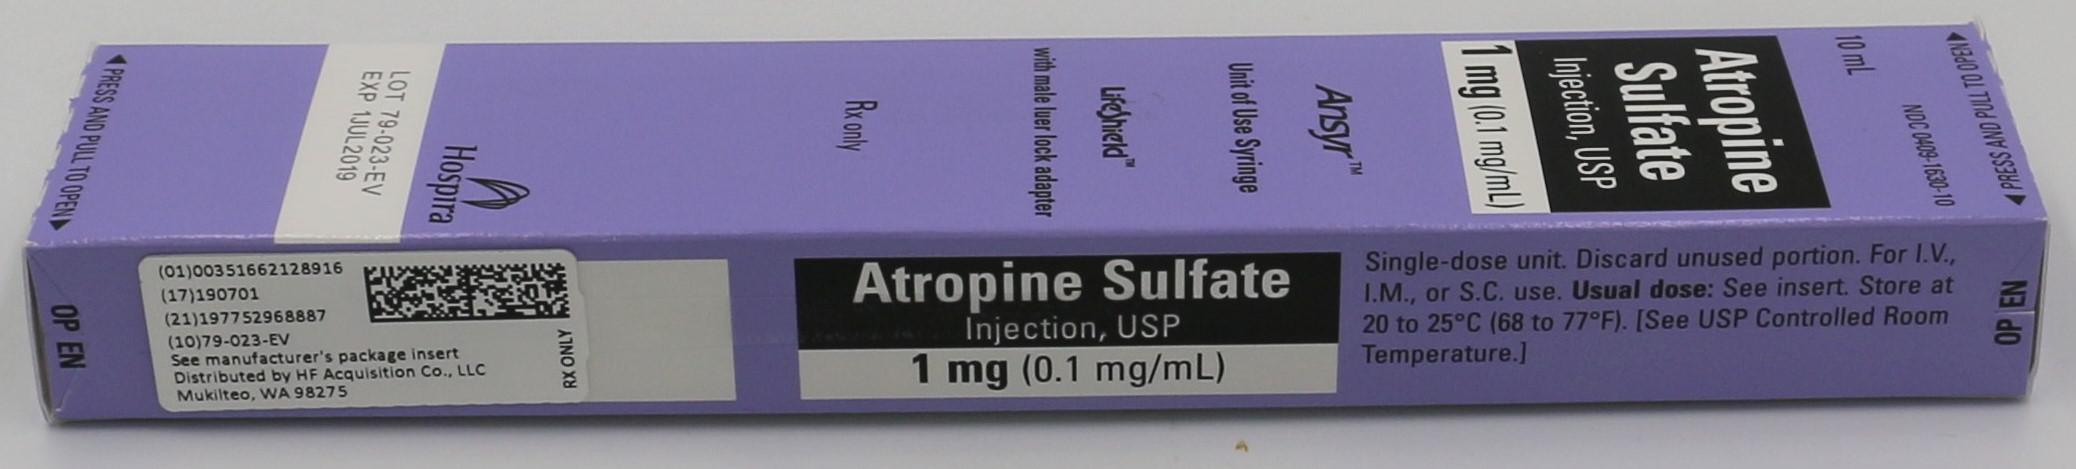 ◀ PRESS AND PULL TO OPEN ▶
LOT 79-023-EV
EXP 1JUL2019
Hospira
Rx only
with male luer lock adapter
LifeShield™
Unit of Use Syringe
Ansyr™
Atropine
Sulfate
Injection, USP
1 mg (0.1 mg/mL)
10 mL
NDC 0409-1630-10
◀ PRESS AND PULL TO OPEN ▶
OP EN
(01)00351662128916
(17)190701
(21)197752968887
(10)79-023-EV
See manufacturer's package insert
Distributed by HF Acquisition Co., LLC
Mukilteo, WA 98275
RX ONLY
Atropine Sulfate
Injection, USP
1 mg (0.1 mg/mL)
Single-dose unit. Discard unused portion. For I.V.,
I.M., or S.C. use. Usual dose: See insert. Store at
20 to 25°C (68 to 77°F). [See USP Controlled Room
Temperature.]
OP EN